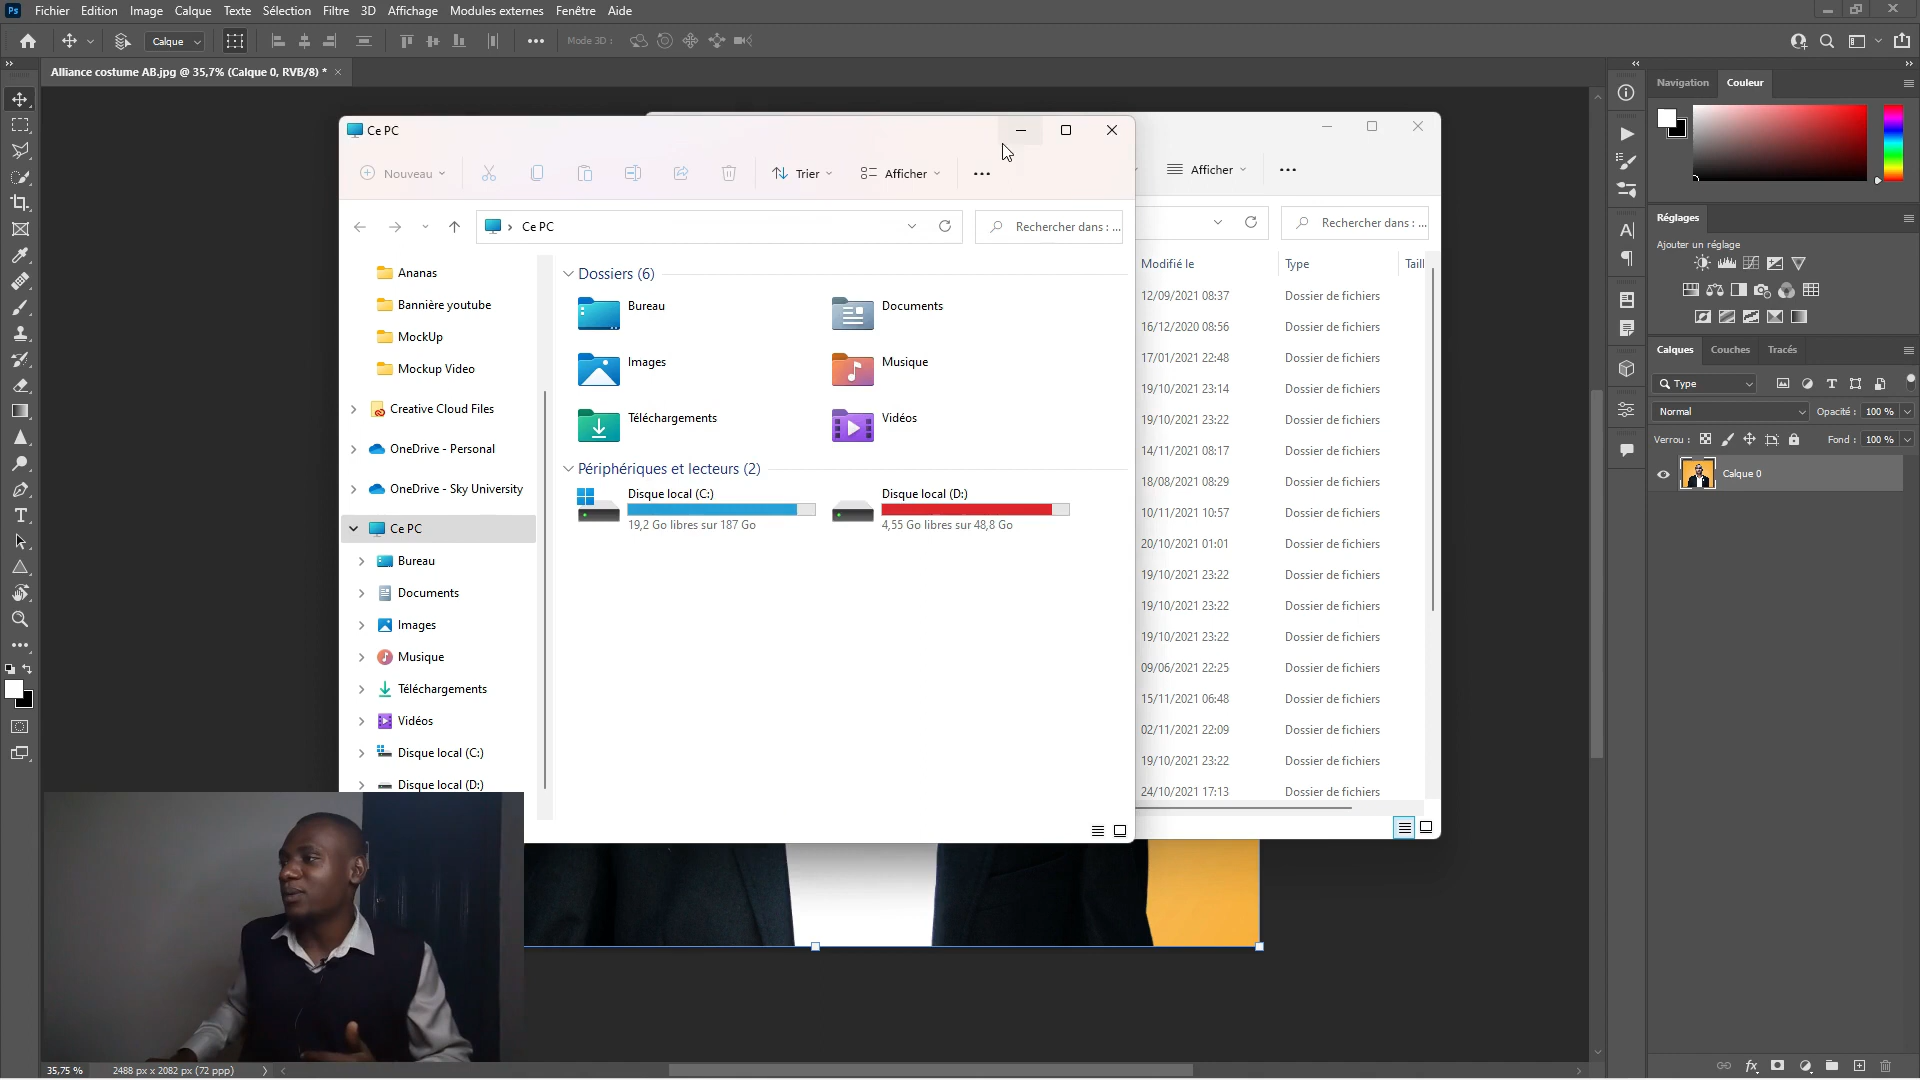 Ps Fichier Edition Image Calque Texte Sélection Filtre 3D Affichage Modules externes Fenêtre Aide
Calque Mode 3D :
Alliance costume AB.jpg @ 35,7% (Calque 0, RVB/8) *
Ce PC
Nouveau Trier Afficher
Ce PC Rechercher dans : ...
Ananas
Bannière youtube
MockUp
Mockup Video
Creative Cloud Files
OneDrive - Personal
OneDrive - Sky University
Ce PC
Bureau
Documents
Images
Musique
Téléchargements
Vidéos
Disque local (C:)
Disque local (D:)
Dossiers (6)
Bureau Documents
Images Musique
Téléchargements Vidéos
Périphériques et lecteurs (2)
Disque local (C:) Disque local (D:)
19,2 Go libres sur 187 Go 4,55 Go libres sur 48,8 Go
Afficher
Rechercher dans : ...
Modifié le Type Taill
12/09/2021 08:37 Dossier de fichiers
16/12/2020 08:56 Dossier de fichiers
17/01/2021 22:48 Dossier de fichiers
19/10/2021 23:14 Dossier de fichiers
19/10/2021 23:22 Dossier de fichiers
14/11/2021 08:17 Dossier de fichiers
18/08/2021 08:29 Dossier de fichiers
10/11/2021 10:57 Dossier de fichiers
20/10/2021 01:01 Dossier de fichiers
19/10/2021 23:22 Dossier de fichiers
19/10/2021 23:22 Dossier de fichiers
19/10/2021 23:22 Dossier de fichiers
09/06/2021 22:25 Dossier de fichiers
15/11/2021 06:48 Dossier de fichiers
02/11/2021 22:09 Dossier de fichiers
19/10/2021 23:22 Dossier de fichiers
24/10/2021 17:13 Dossier de fichiers
Navigation Couleur
Réglages
Ajouter un réglage
Calques Couches Tracés
Type
Normal Opacité : 100 %
Verrou : Fond : 100 %
Calque 0
35,75 % 2488 px x 2082 px (72 ppp)